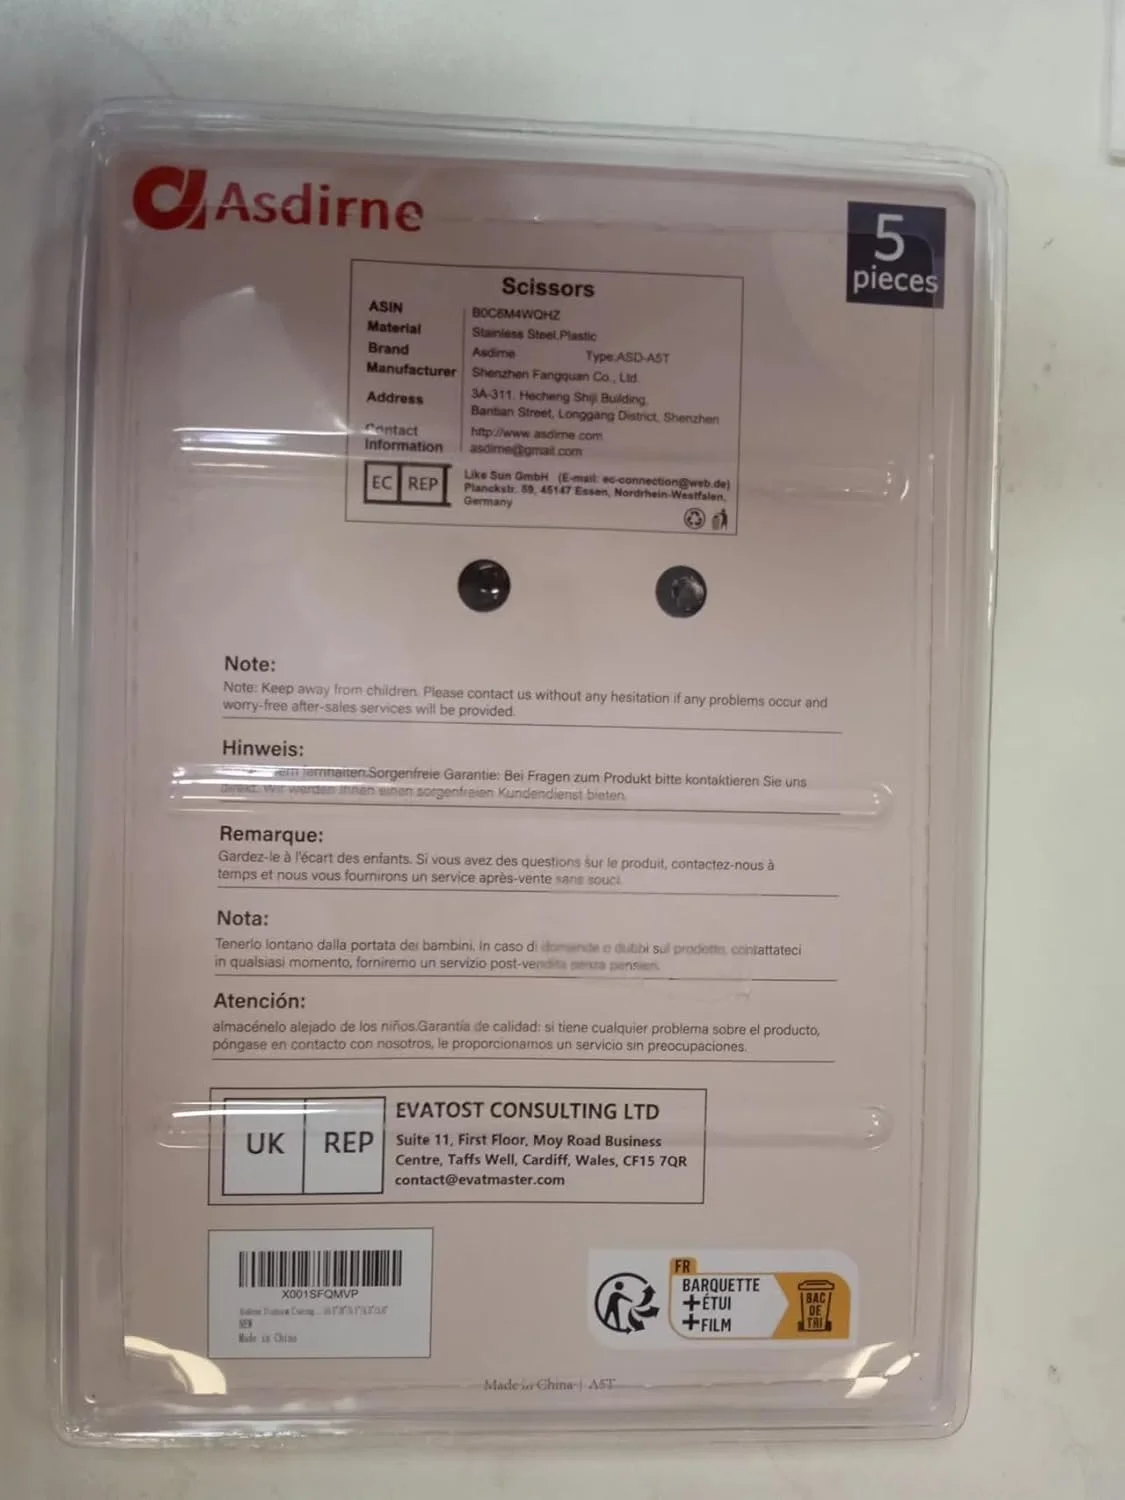 Asdirne
5
pieces
Scissors
ASIN B0C6M4WQHZ
Material Stainless Steel,Plastic
Brand Asdirne Type:ASD-A5T
Manufacturer Shenzhen Fangquan Co., Ltd.
Address 3A-311, Hecheng Shiji Building,
Bantian Street, Longgang District, Shenzhen
Contact http://www.asdirne.com
Information asdirne@gmail.com
EC REP
Like Sun GmbH (E-mail: ec-connection@web.de)
Planckstr. 59, 45147 Essen, Nordrhein-Westfalen,
Germany
Note:
Note: Keep away from children. Please contact us without any hesitation if any problems occur and
worry-free after-sales services will be provided.
Hinweis:
fernhalten.Sorgenfreie Garantie: Bei Fragen zum Produkt bitte kontaktieren Sie uns
direkt. Wir werden Ihnen einen sorgenfreien Kundendienst bieten.
Remarque:
Gardez-le à l'écart des enfants. Si vous avez des questions sur le produit, contactez-nous à
temps et nous vous fournirons un service après-vente sans souci.
Nota:
Tenerlo lontano dalla portata dei bambini. In caso di domande o dubbi sul prodotto, contattateci
in qualsiasi momento, forniremo un servizio post-vendita senza pensieri.
Atención:
almacénelo alejado de los niños.Garantía de calidad: si tiene cualquier problema sobre el producto,
póngase en contacto con nosotros, le proporcionamos un servicio sin preocupaciones.
UK REP
EVATOST CONSULTING LTD
Suite 11, First Floor, Moy Road Business
Centre, Taffs Well, Cardiff, Wales, CF15 7QR
contact@evatmaster.com
X001SFQMVP
NEW
Made in China
FR
BARQUETTE
+ÉTUI
+FILM
BAC
DE
TRI
Made in China | A5T